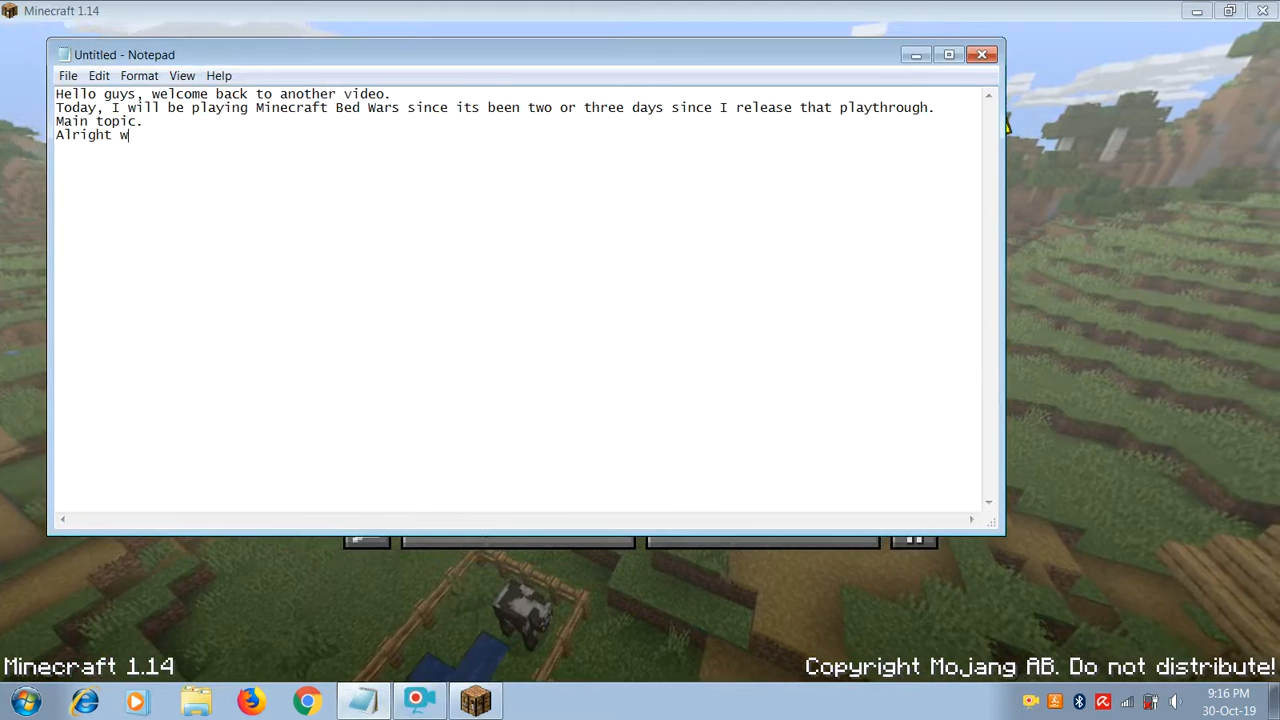 Minecraft 1.14
Untitled - Notepad
File Edit Format View Help
Hello guys, welcome back to another video.
Today, I will be playing Minecraft Bed Wars since its been two or three days since I release that playthrough.
Main topic.
Alright w
Minecraft 1.14
Copyright Mojang AB. Do not distribute!
9:16 PM
30-Oct-19